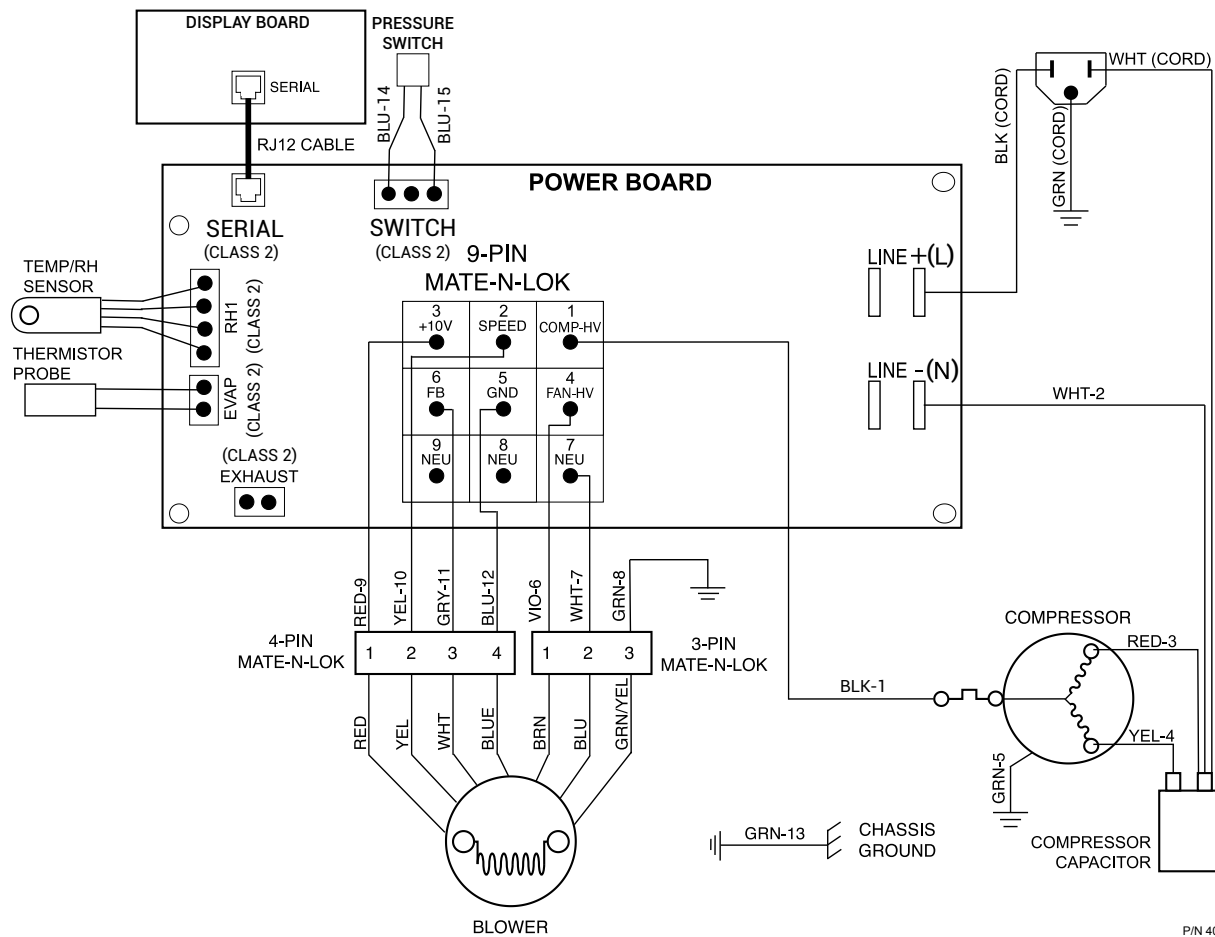 DISPLAY BOARD
SERIAL
RJ12 CABLE
PRESSURE
SWITCH
BLU-14
BLU-15
BLK (CORD)
WHT (CORD)
GRN (CORD)
POWER BOARD
SERIAL
(CLASS 2)
SWITCH
(CLASS 2)
9-PIN
MATE-N-LOK
LINE +(L)
LINE -(N)
WHT-2
TEMP/RH
SENSOR
RH1
(CLASS 2)
THERMISTOR
PROBE
EVAP
(CLASS 2)
(CLASS 2)
EXHAUST
3
+10V
2
SPEED
1
COMP-HV
6
FB
5
GND
4
FAN-HV
9
NEU
8
NEU
7
NEU
RED-9
YEL-10
GRY-11
BLU-12
VIO-6
WHT-7
GRN-8
4-PIN
MATE-N-LOK
1 2 3 4
1 2 3
3-PIN
MATE-N-LOK
RED
YEL
WHT
BLUE
BRN
BLU
GRN/YEL
BLOWER
BLK-1
COMPRESSOR
RED-3
YEL-4
GRN-5
GRN-13
CHASSIS
GROUND
COMPRESSOR
CAPACITOR
P/N 40